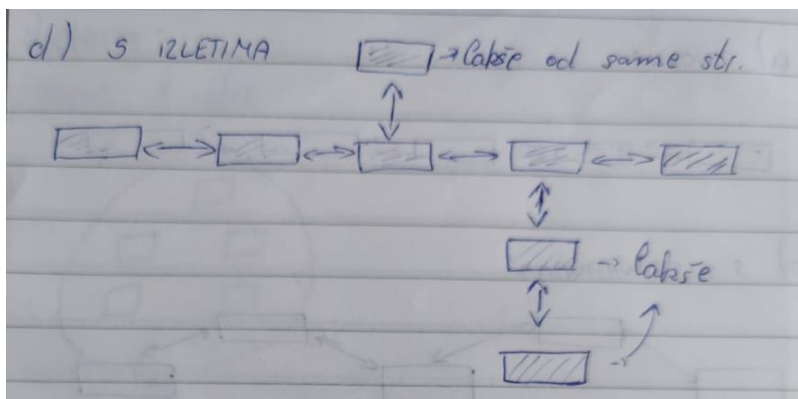 d) S IZLETIMA
→ lakše od same str.
→ lakše